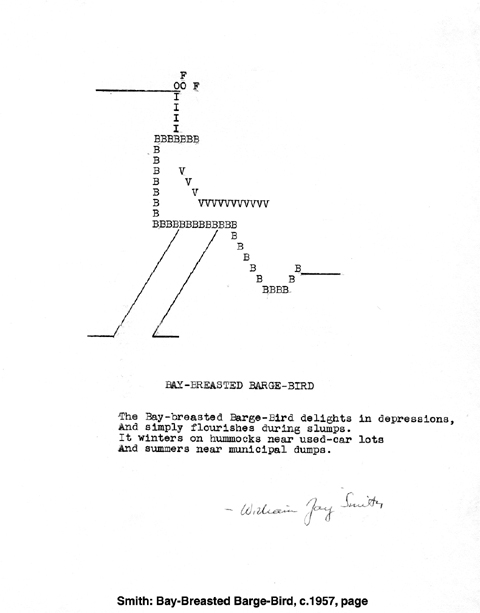 F
OO F
I
I
I
I
BBBBBBB
B
B
B V
B V
B V
B VVVVVVVVVVV
B
BBBBBBBBBBBBB
B
B
B
B B
B B
BBBB
BAY-BREASTED BARGE-BIRD
The Bay-breasted Barge-Bird delights in depressions,
And simply flourishes during slumps.
It winters on hummocks near used-car lots
And summers near municipal dumps.
- William Jay Smith
Smith: Bay-Breasted Barge-Bird, c.1957, page